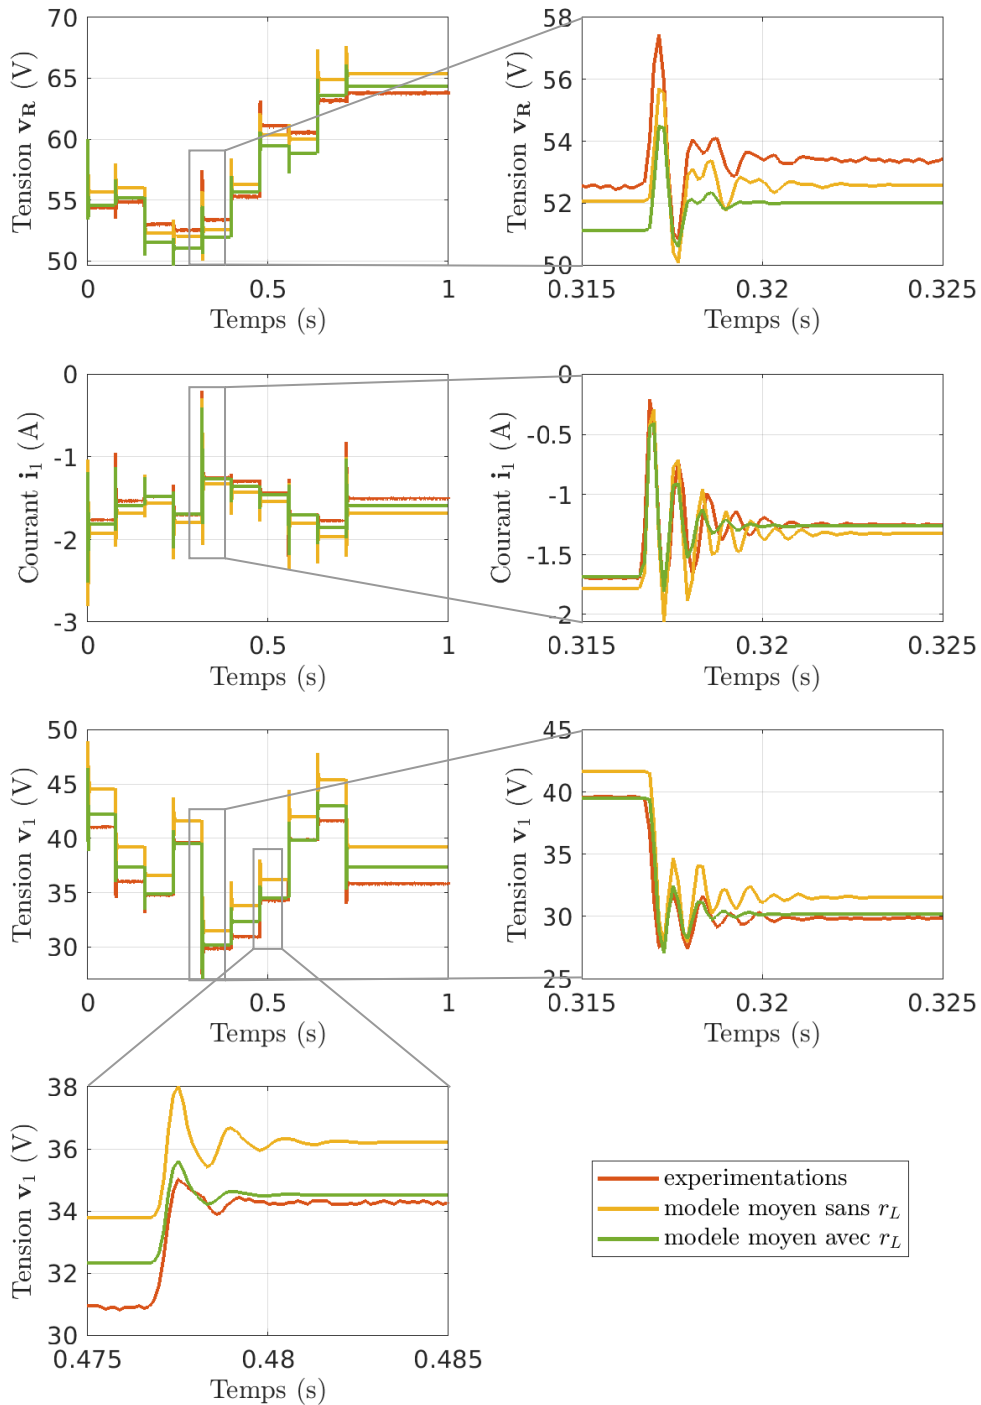 70
65
60
55
50
Tension v_R (V)
0 0.5 1
Temps (s)
58
56
54
52
50
Tension v_R (V)
0.315 0.32 0.325
Temps (s)
0
-1
-2
-3
Courant i_1 (A)
0 0.5 1
Temps (s)
0
-0.5
-1
-1.5
-2
Courant i_1 (A)
0.315 0.32 0.325
Temps (s)
50
45
40
35
30
Tension v_1 (V)
0 0.5 1
Temps (s)
45
40
35
30
25
Tension v_1 (V)
0.315 0.32 0.325
Temps (s)
38
36
34
32
30
Tension v_1 (V)
0.475 0.48 0.485
Temps (s)
experimentations
modele moyen sans r_L
modele moyen avec r_L